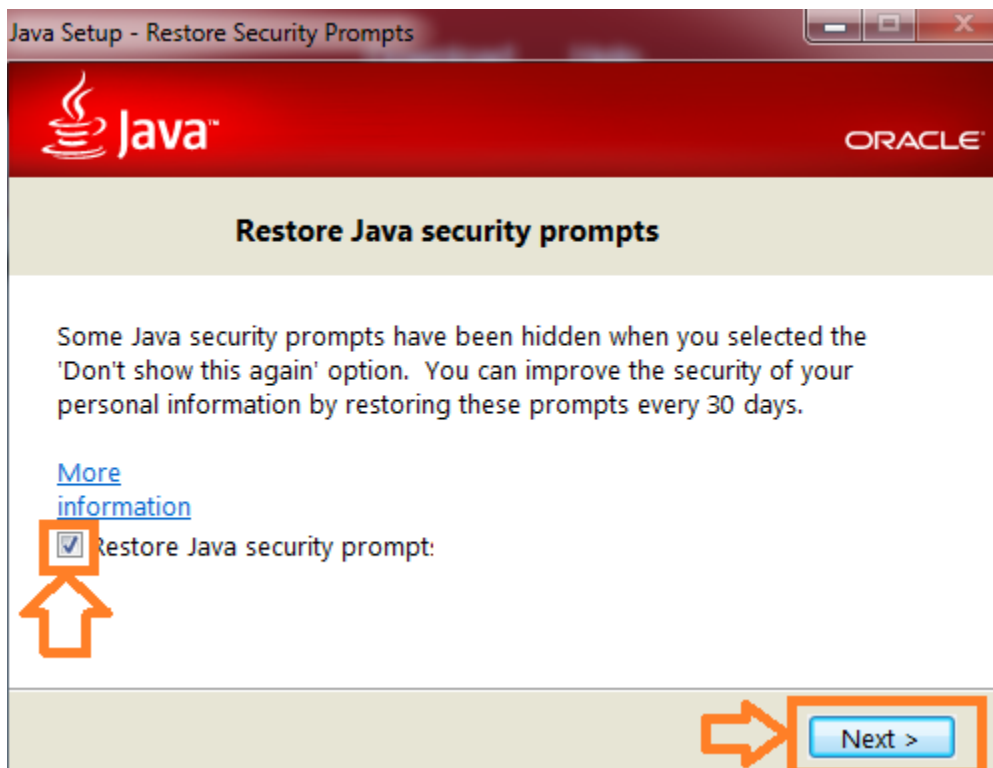 Java Setup - Restore Security Prompts
Java™
ORACLE
Restore Java security prompts
Some Java security prompts have been hidden when you selected the
'Don't show this again' option. You can improve the security of your
personal information by restoring these prompts every 30 days.
More
information
Restore Java security prompt:
Next >